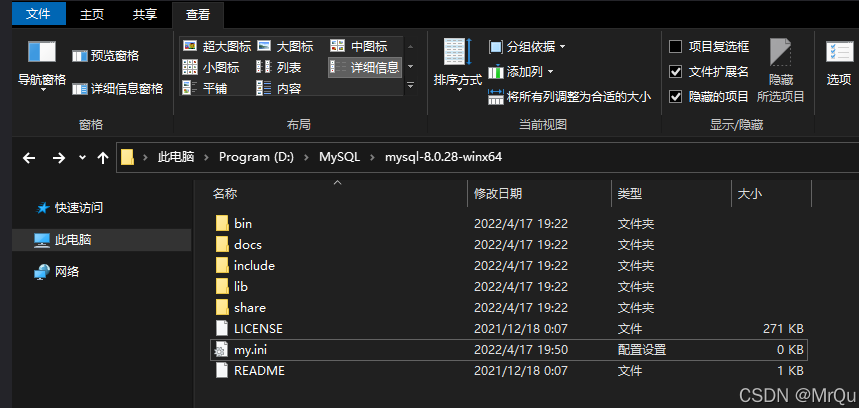 文件 主页 共享 查看
导航窗格 预览窗格 详细信息窗格
窗格
超大图标 大图标 中图标
小图标 列表 详细信息
平铺 内容
布局
排序方式 分组依据
添加列
将所有列调整为合适的大小
当前视图
项目复选框
文件扩展名
隐藏的项目
隐藏
所选项目
显示/隐藏
选项
此电脑 Program (D:) MySQL mysql-8.0.28-winx64
快速访问
此电脑
网络
名称 修改日期 类型 大小
bin 2022/4/17 19:22 文件夹
docs 2022/4/17 19:22 文件夹
include 2022/4/17 19:22 文件夹
lib 2022/4/17 19:22 文件夹
share 2022/4/17 19:22 文件夹
LICENSE 2021/12/18 0:07 文件 271 KB
my.ini 2022/4/17 19:50 配置设置 0 KB
README 2021/12/18 0:07 文件 1 KB
CSDN @MrQu